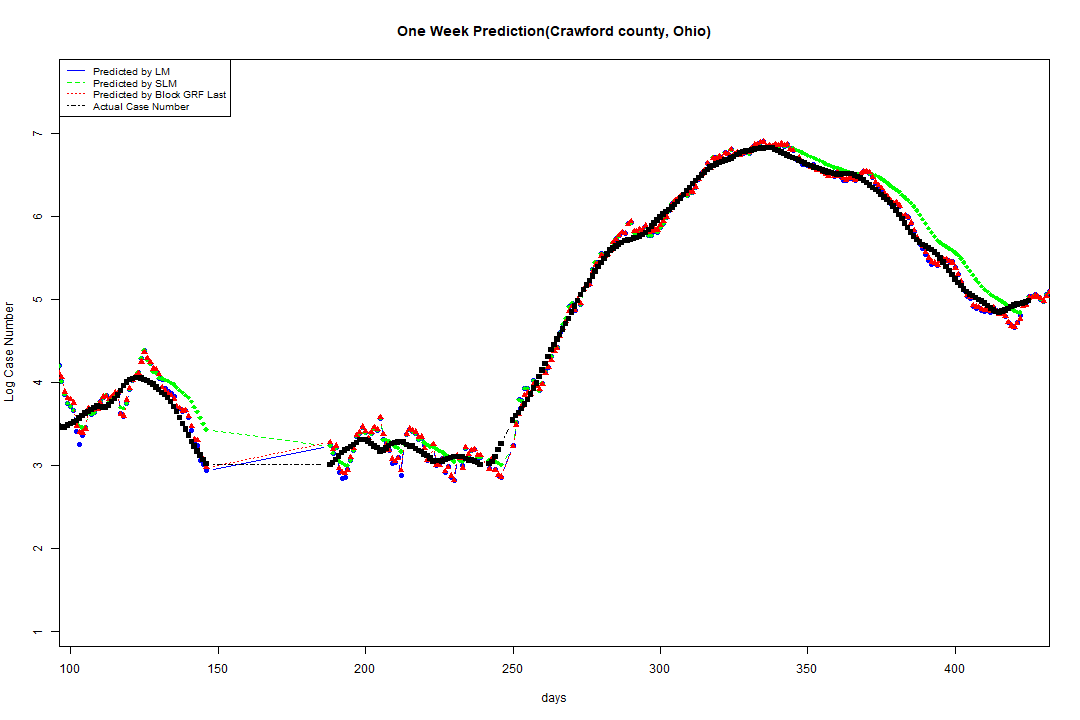 One Week Prediction(Crawford county, Ohio)
Predicted by LM
Predicted by SLM
Predicted by Block GRF Last
Actual Case Number
Log Case Number
7
6
5
4
3
2
1
100 150 200 250 300 350 400
days